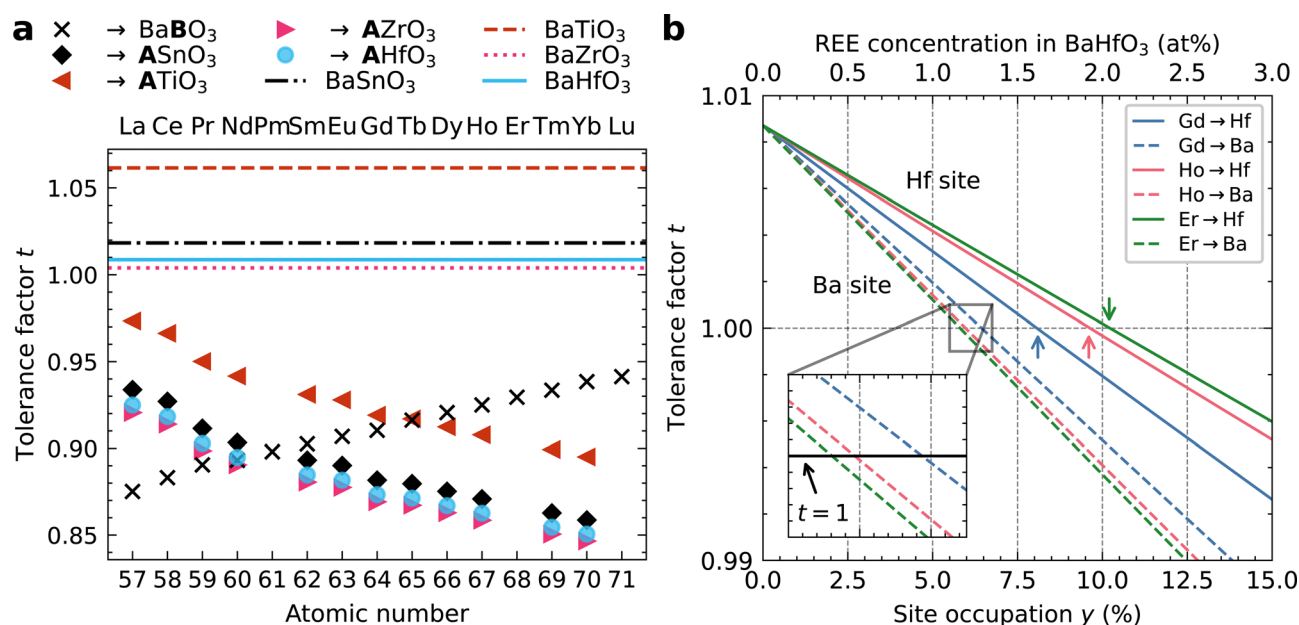 a
→ BaBO₃
→ ASnO₃
→ ATiO₃
→ AZrO₃
→ AHfO₃
BaSnO₃
BaTiO₃
BaZrO₃
BaHfO₃
La Ce Pr Nd Pm Sm Eu Gd Tb Dy Ho Er Tm Yb Lu
Tolerance factor t
1.05
1.00
0.95
0.90
0.85
57 58 59 60 61 62 63 64 65 66 67 68 69 70 71
Atomic number
b
REE concentration in BaHfO₃ (at%)
0.0 0.5 1.0 1.5 2.0 2.5 3.0
Tolerance factor t
1.01
1.00
0.99
Gd → Hf
Gd → Ba
Ho → Hf
Ho → Ba
Er → Hf
Er → Ba
Hf site
Ba site
t = 1
0.0 2.5 5.0 7.5 10.0 12.5 15.0
Site occupation y (%)